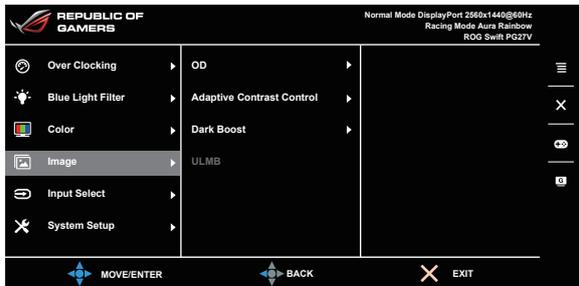 REPUBLIC OF
GAMERS
Normal Mode DisplayPort 2560x1440@60Hz
Racing Mode Aura Rainbow
ROG Swift PG27V
Over Clocking
Blue Light Filter
Color
Image
Input Select
System Setup
OD
Adaptive Contrast Control
Dark Boost
ULMB
G
MOVE/ENTER
BACK
EXIT